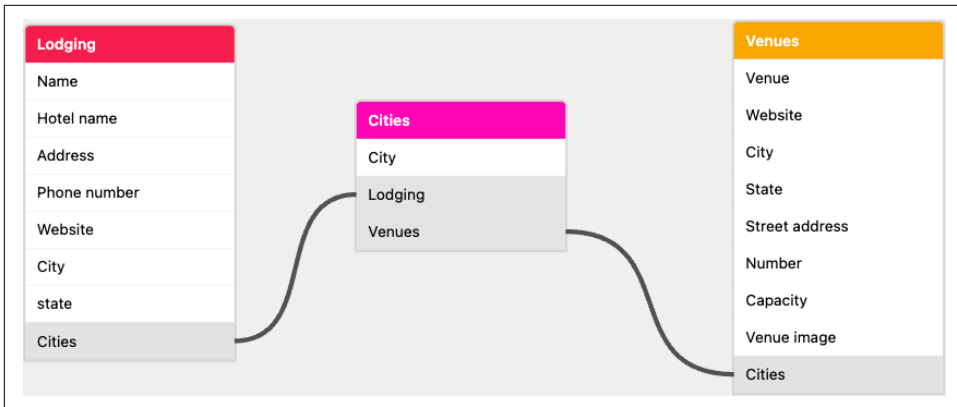 Lodging
Name
Hotel name
Address
Phone number
Website
City
state
Cities
Cities
City
Lodging
Venues
Venues
Venue
Website
City
State
Street address
Number
Capacity
Venue image
Cities